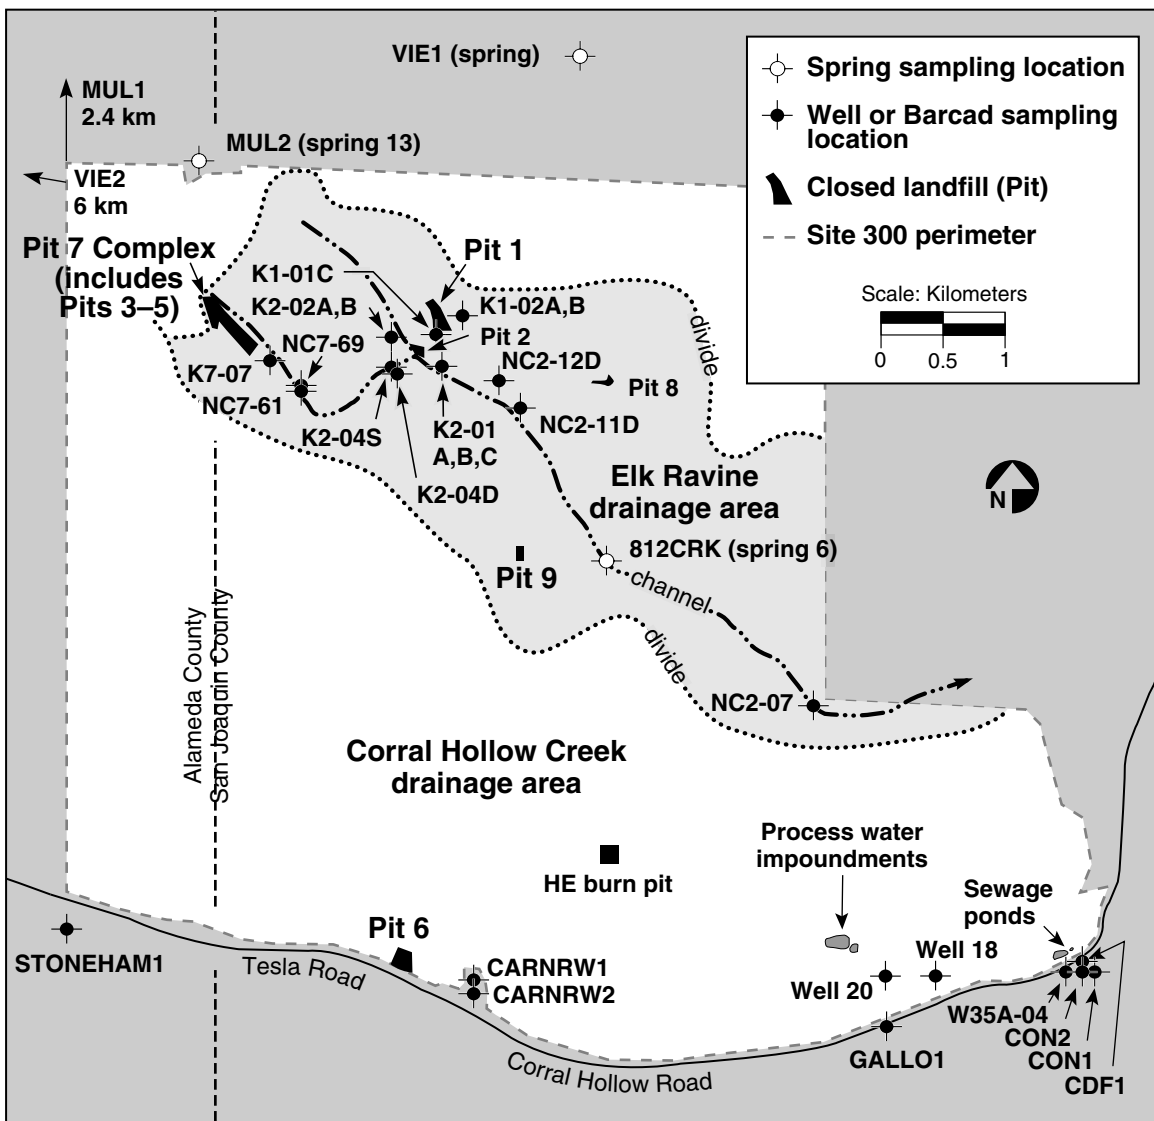 VIE1 (spring)
Spring sampling location
Well or Barcad sampling
location
Closed landfill (Pit)
Site 300 perimeter
Scale: Kilometers
0 0.5 1
MUL1
2.4 km
MUL2 (spring 13)
VIE2
6 km
Pit 7 Complex
(includes
Pits 3–5)
Pit 1
K1-01C
K2-02A,B
K1-02A,B
NC7-69
Pit 2
NC2-12D
K7-07
Pit 8
NC7-61
NC2-11D
K2-04S
K2-01
A,B,C
K2-04D
divide
Elk Ravine
drainage area
N
812CRK (spring 6)
Pit 9
channel
divide
NC2-07
Alameda County
San Joaquin County
Corral Hollow Creek
drainage area
Process water
impoundments
HE burn pit
Sewage
ponds
Pit 6
Well 18
STONEHAM1
Tesla Road
CARNRW1
CARNRW2
Well 20
W35A-04
CON2
CON1
CDF1
GALLO1
Corral Hollow Road